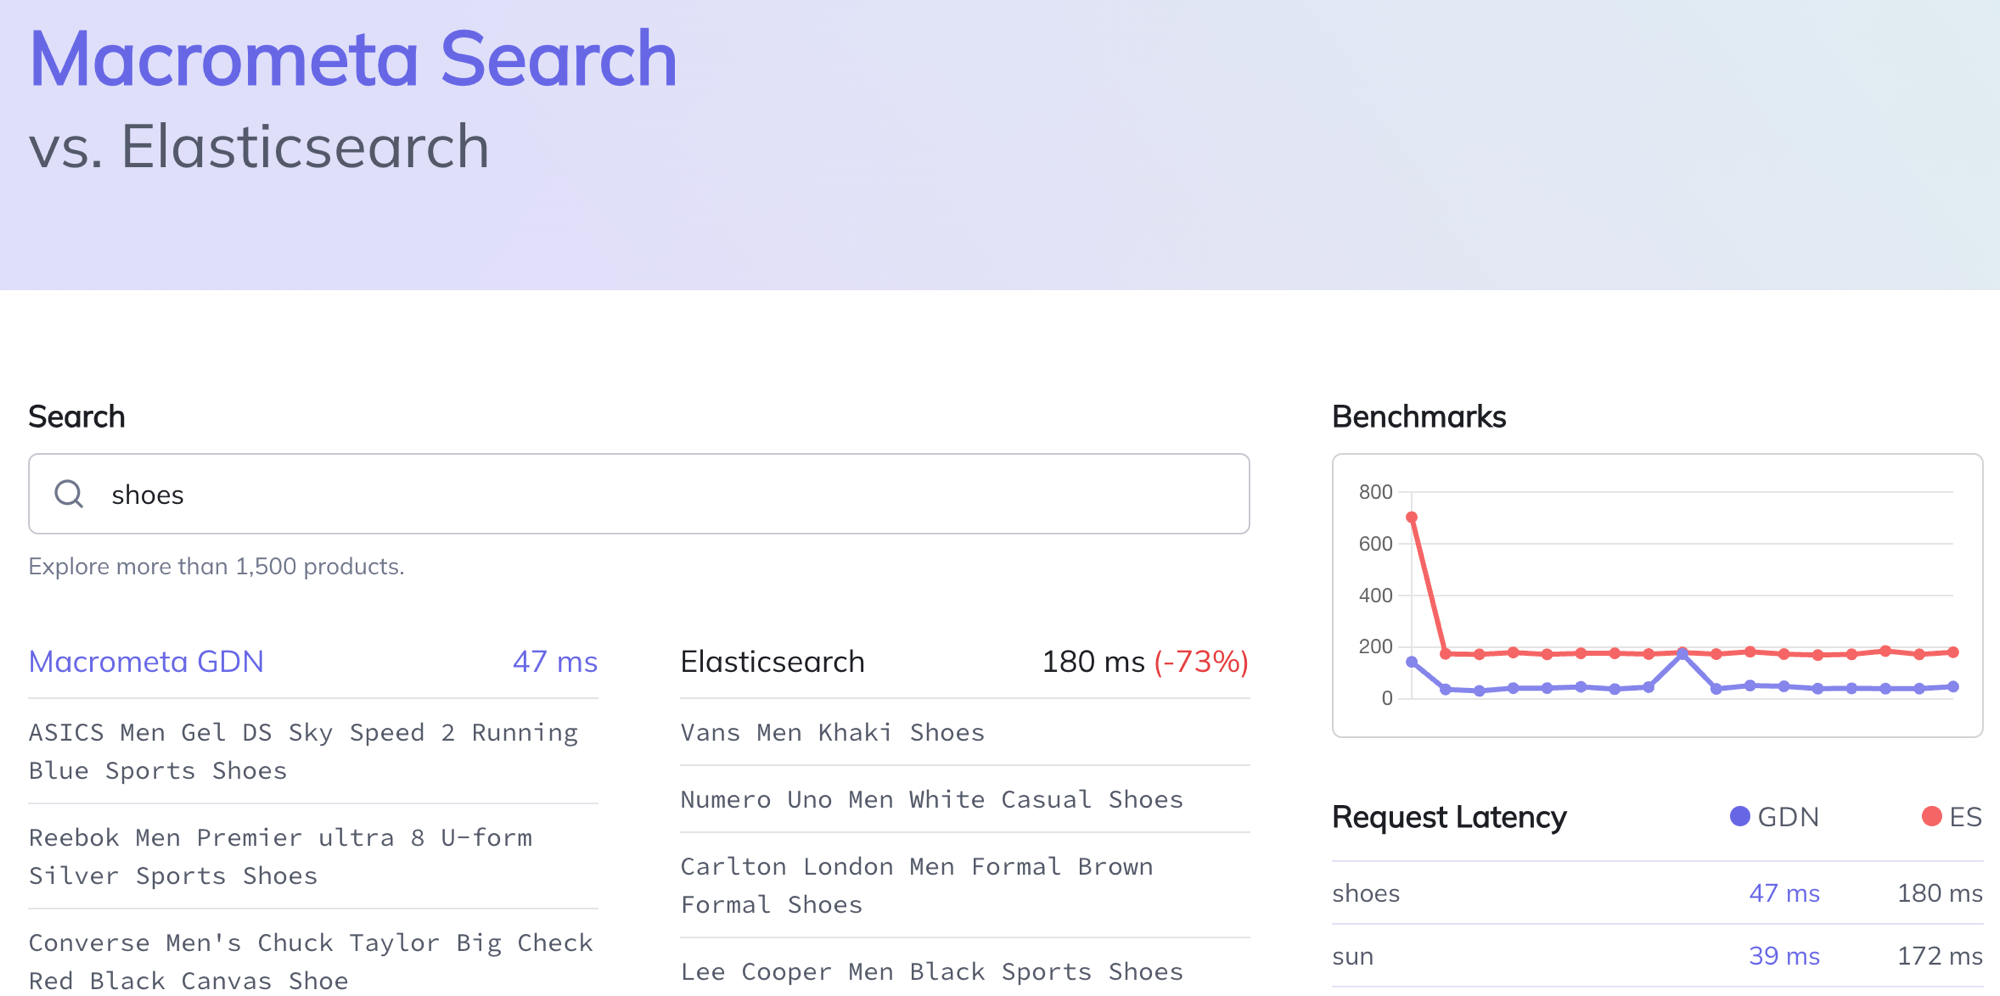 Macrometa Search
vs. Elasticsearch
Search
shoes
Explore more than 1,500 products.
Macrometa GDN 47 ms
ASICS Men Gel DS Sky Speed 2 Running
Blue Sports Shoes
Reebok Men Premier ultra 8 U-form
Silver Sports Shoes
Converse Men's Chuck Taylor Big Check
Red Black Canvas Shoe
Elasticsearch 180 ms (-73%)
Vans Men Khaki Shoes
Numero Uno Men White Casual Shoes
Carlton London Men Formal Brown
Formal Shoes
Lee Cooper Men Black Sports Shoes
Benchmarks
800
600
400
200
0
Request Latency GDN ES
shoes 47 ms 180 ms
sun 39 ms 172 ms